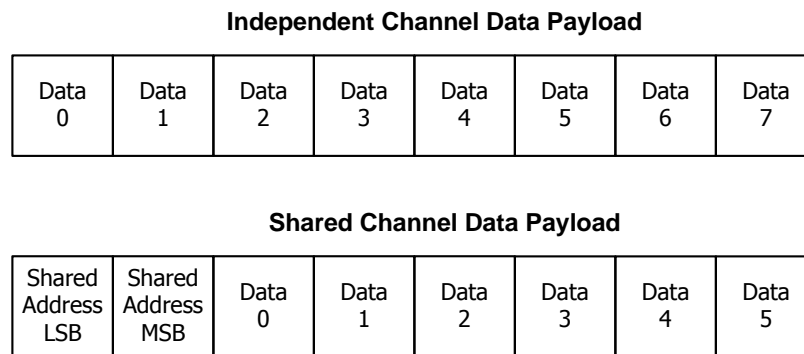 Independent Channel Data Payload
Data Data Data Data Data Data Data Data
0 1 2 3 4 5 6 7
Shared Channel Data Payload
Shared Address LSB
Shared Address MSB
Data 0
Data 1
Data 2
Data 3
Data 4
Data 5